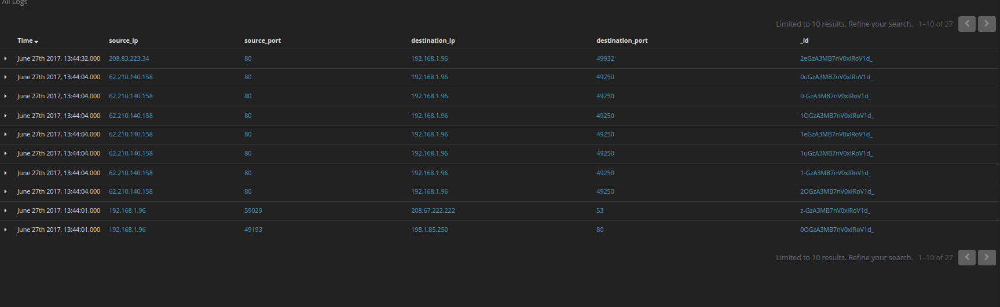 All Logs
Limited to 10 results. Refine your search. 1–10 of 27
Time source_ip source_port destination_ip destination_port _id
June 27th 2017, 13:44:32.000 208.83.223.34 80 192.168.1.96 49932 2eGzA3MB7nV0xIRoV1d_
June 27th 2017, 13:44:04.000 62.210.140.158 80 192.168.1.96 49250 0uGzA3MB7nV0xIRoV1d_
June 27th 2017, 13:44:04.000 62.210.140.158 80 192.168.1.96 49250 0-GzA3MB7nV0xIRoV1d_
June 27th 2017, 13:44:04.000 62.210.140.158 80 192.168.1.96 49250 1OGzA3MB7nV0xIRoV1d_
June 27th 2017, 13:44:04.000 62.210.140.158 80 192.168.1.96 49250 1eGzA3MB7nV0xIRoV1d_
June 27th 2017, 13:44:04.000 62.210.140.158 80 192.168.1.96 49250 1uGzA3MB7nV0xIRoV1d_
June 27th 2017, 13:44:04.000 62.210.140.158 80 192.168.1.96 49250 1-GzA3MB7nV0xIRoV1d_
June 27th 2017, 13:44:04.000 62.210.140.158 80 192.168.1.96 49250 2OGzA3MB7nV0xIRoV1d_
June 27th 2017, 13:44:01.000 192.168.1.96 59029 208.67.222.222 53 z-GzA3MB7nV0xIRoV1d_
June 27th 2017, 13:44:01.000 192.168.1.96 49193 198.1.85.250 80 0OGzA3MB7nV0xIRoV1d_
Limited to 10 results. Refine your search. 1–10 of 27